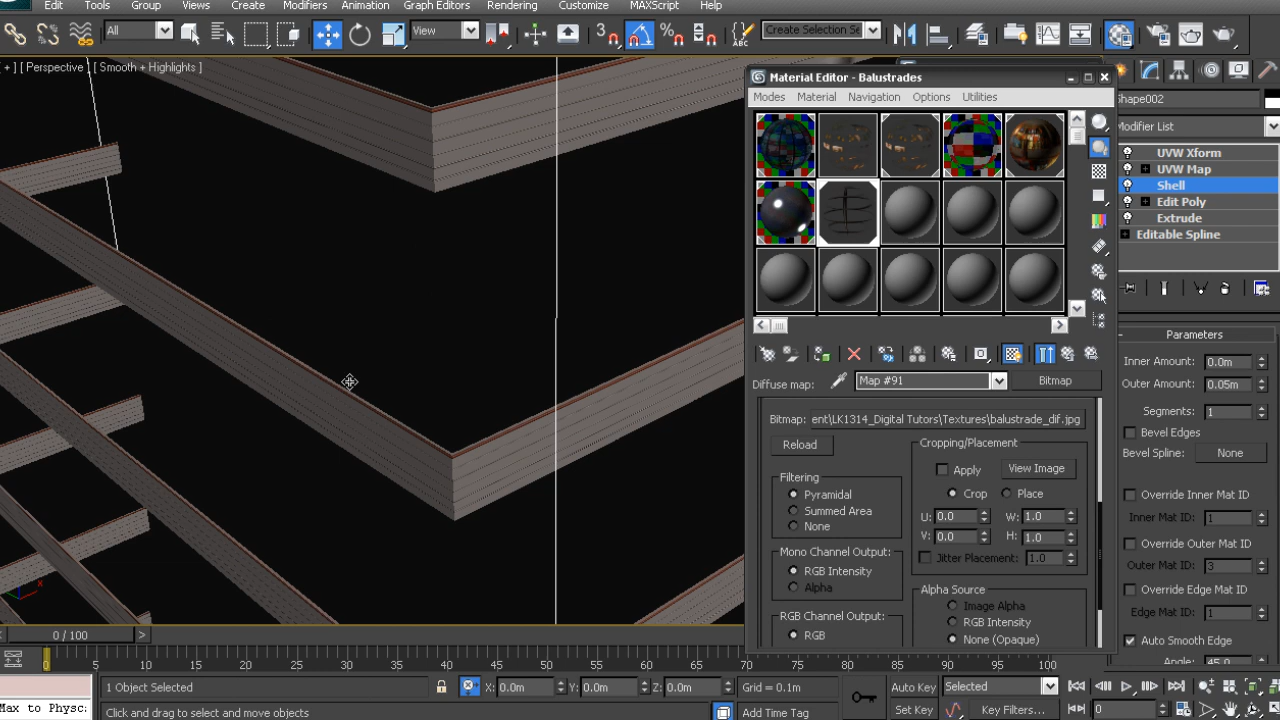 Edit Tools Group Views Create Modifiers Animation Graph Editors Rendering Customize MAXScript Help
All
View
3
Create Selection Se
+ ] [ Perspective ] [ Smooth + Highlights ]
Material Editor - Balustrades
Modes Material Navigation Options Utilities
Shape002
Modifier List
UVW Xform
UVW Map
Shell
Edit Poly
Extrude
Editable Spline
Diffuse map:
Map #91
Bitmap
Bitmap:
ent\LK1314_Digital Tutors\Textures\balustrade_dif.jpg
Reload
Cropping/Placement
Apply
View Image
Crop
Place
U: 0.0
W: 1.0
V: 0.0
H: 1.0
Jitter Placement: 1.0
Filtering
Pyramidal
Summed Area
None
Mono Channel Output:
RGB Intensity
Alpha
RGB Channel Output:
RGB
Alpha Source
Image Alpha
RGB Intensity
None (Opaque)
Parameters
Inner Amount: 0.0m
Outer Amount: 0.05m
Segments: 1
Bevel Edges
Bevel Spline: None
Override Inner Mat ID
Inner Mat ID: 1
Override Outer Mat ID
Outer Mat ID: 3
Override Edge Mat ID
Edge Mat ID: 1
Auto Smooth Edge
Angle: 45.0
x
0 / 100
0 5 10 15 20 25 30 35 40 45 50 55 60 65 70 75 80 85 90 95 100
1 Object Selected
X: 0.0m
Y: 0.0m
Z: 0.0m
Grid = 0.1m
Auto Key
Selected
Max to Physc:
Click and drag to select and move objects
Add Time Tag
Set Key
Key Filters...
0